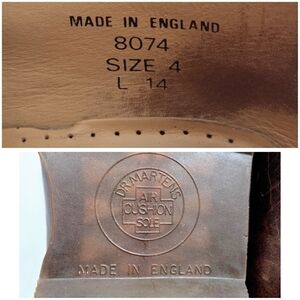 MADE IN ENGLAND
8074
SIZE 4
L 14
DR MARTENS
AIR
CUSHION
SOLE
MADE IN ENGLAND